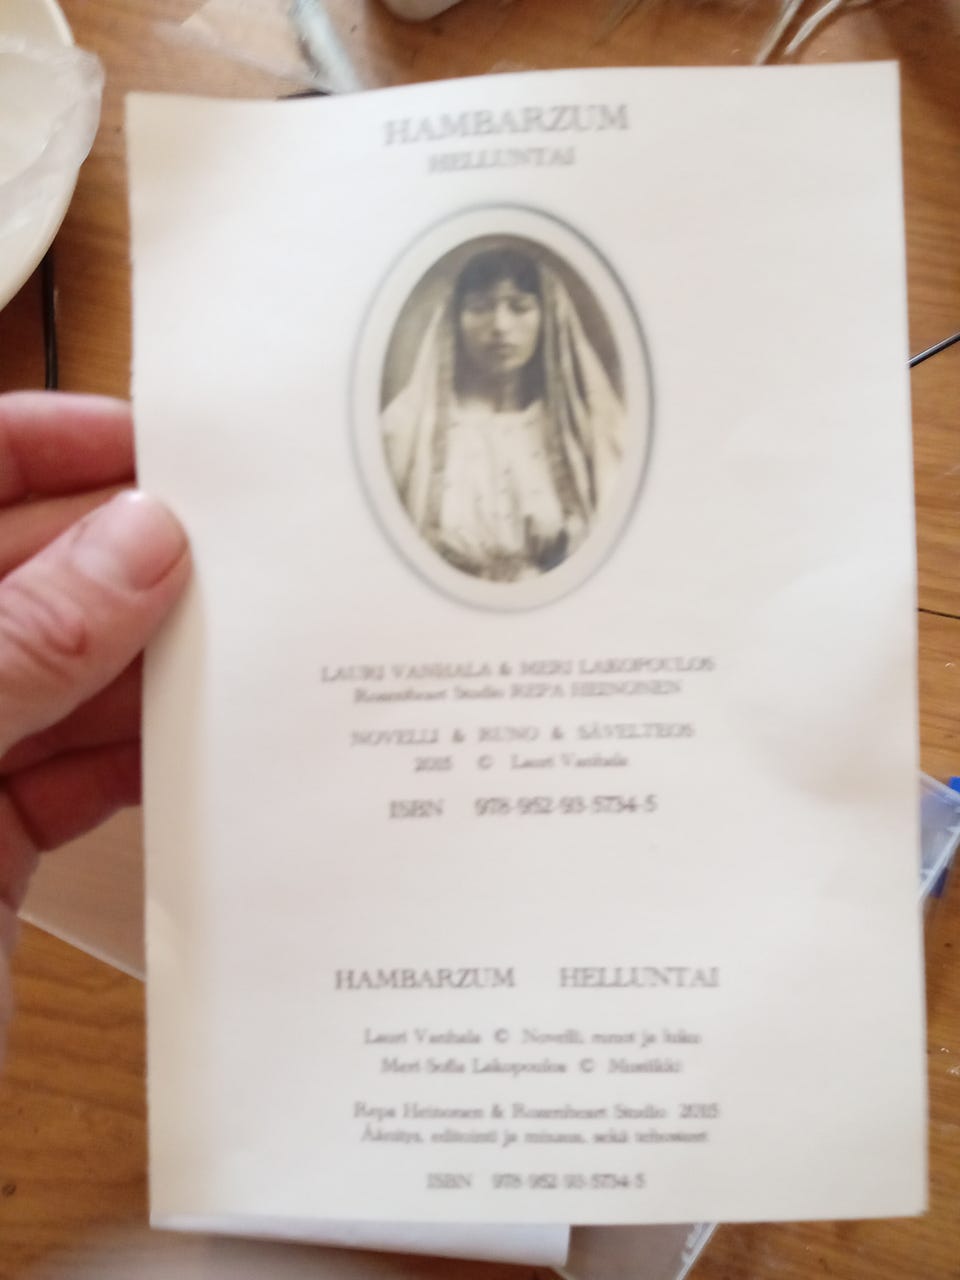 HAMBARZUM
HELLUNTAI
LAURI VANHALA & MERI LAKOPOULOS
Rosenheart Studio REPA HEINONEN
NOVELLI & RUNO & SÄVELTEOS
2015 © Lauri Vanhala
ISBN 978-952-93-5734-5
HAMBARZUM HELLUNTAI
Lauri Vanhala © Novelli, runot ja luku
Meri-Sofia Lakopoulos © Musiikki
Repa Heinonen & Rosenheart Studio 2015
Äänitys, editointi ja miksaus, sekä tehosteet
ISBN 978-952-93-5734-5